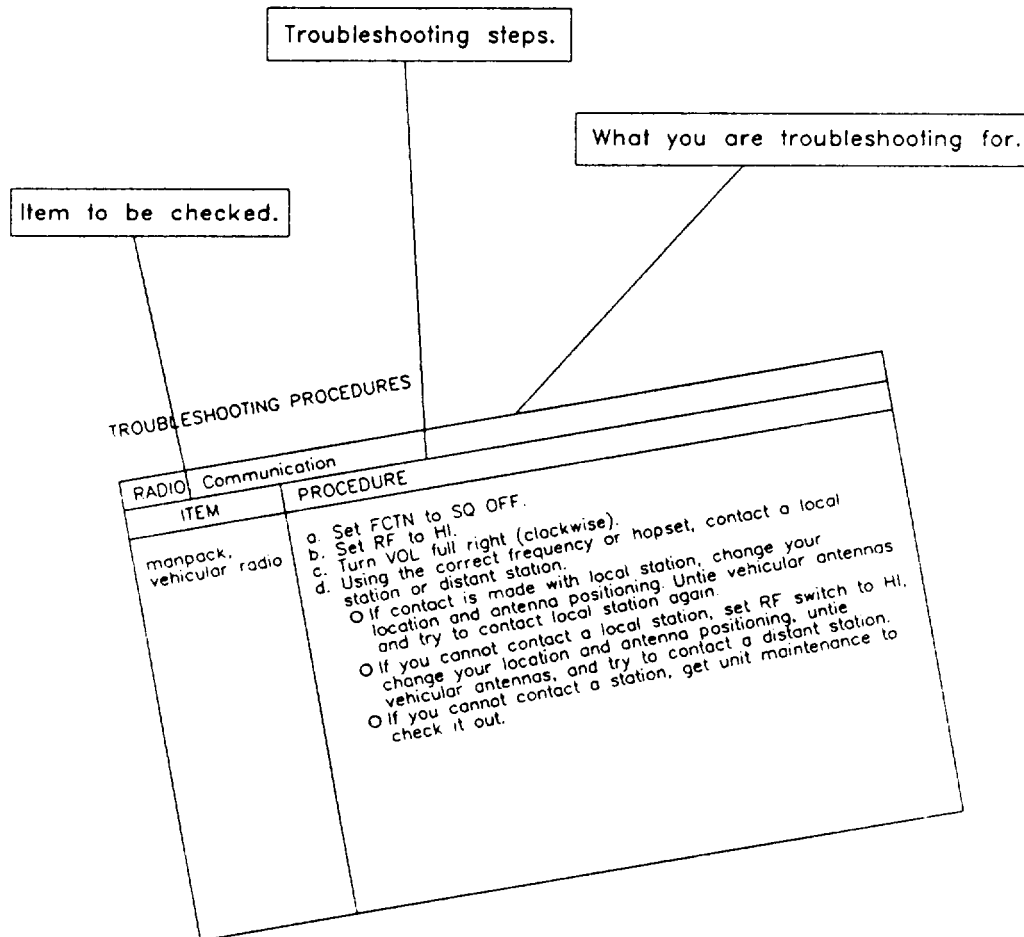 Troubleshooting steps.
What you are troubleshooting for.
Item to be checked.
TROUBLESHOOTING PROCEDURES
RADIO: Communication
ITEM
PROCEDURE
manpack,
vehicular radio
a. Set FCTN to SQ OFF.
b. Set RF to HI.
c. Turn VOL full right (clockwise).
d. Using the correct frequency or hopset, contact a local
station or distant station.
O If contact is made with local station, change your
location and antenna positioning. Untie vehicular antennas
and try to contact local station again.
O If you cannot contact a local station, set RF switch to HI,
change your location and antenna positioning, untie
vehicular antennas, and try to contact a distant station.
O If you cannot contact a station, get unit maintenance to
check it out.